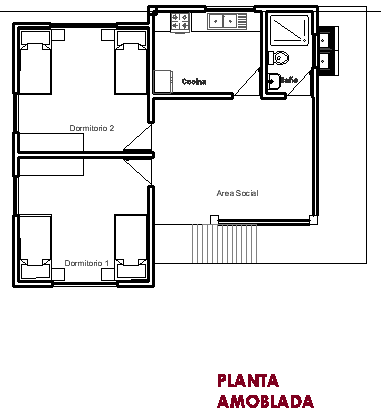 Cocina
Baño
Dormitorio 2
Area Social
Dormitorio 1
PLANTA
AMOBLADA